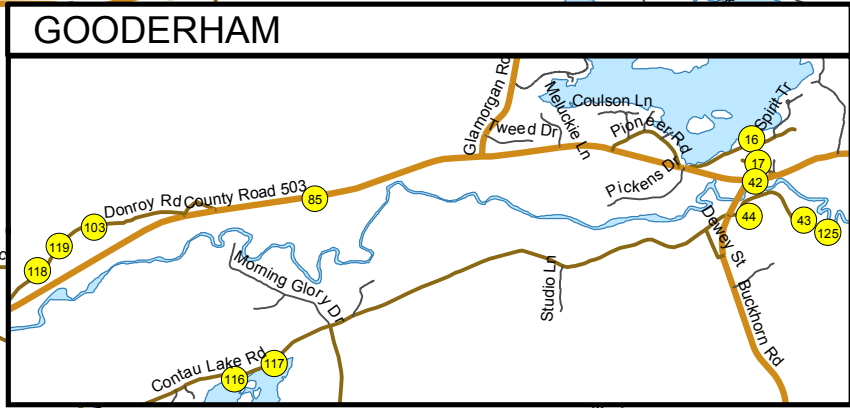 GOODERHAM
Glamorgan Rd
Meluckie Ln
Coulson Ln
Tweed Dr
Pioneer Rd
Spirit Tr
16
17
42
Pickens Dr
Donroy Rd
County Road 503
85
103
119
118
44
43
125
Dewey St
Morning Glory Dr
Studio Ln
Buckhorn Rd
Contau Lake Rd
117
116